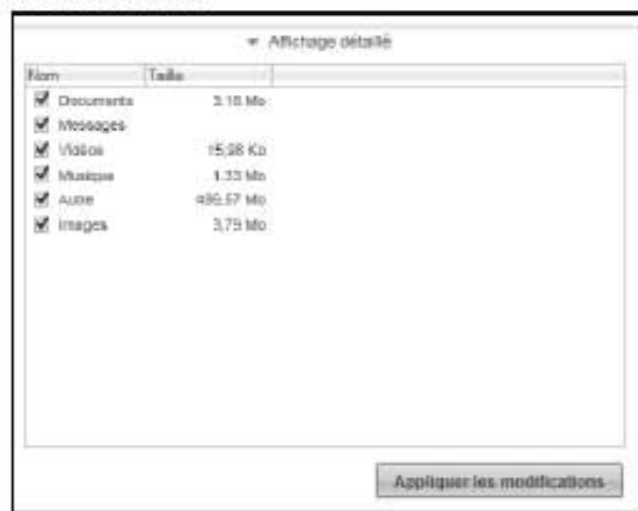 Affichage détaillé
Nom Taille
Documents 3.18 Mo
Messages
Vidéos 15,98 Ko
Musique 1.33 Mo
Autre 496.57 Mo
Images 3,79 Mo
Appliquer les modifications